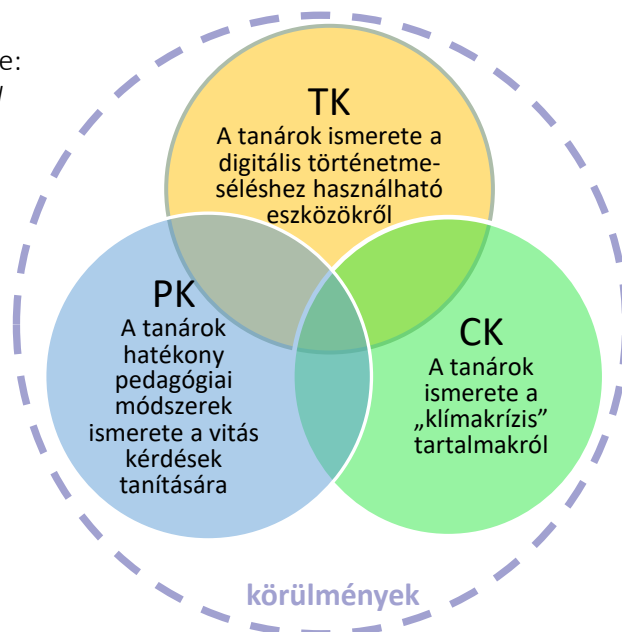 e:
TK
A tanárok ismerete a
digitális történetme-
séléshez használható
eszközökről
PK
A tanárok
hatékony
pedagógiai
módszerek
ismerete a vitás
kérdések
tanítására
CK
A tanárok
ismerete a
„klímakrízis”
tartalmakról
körülmények